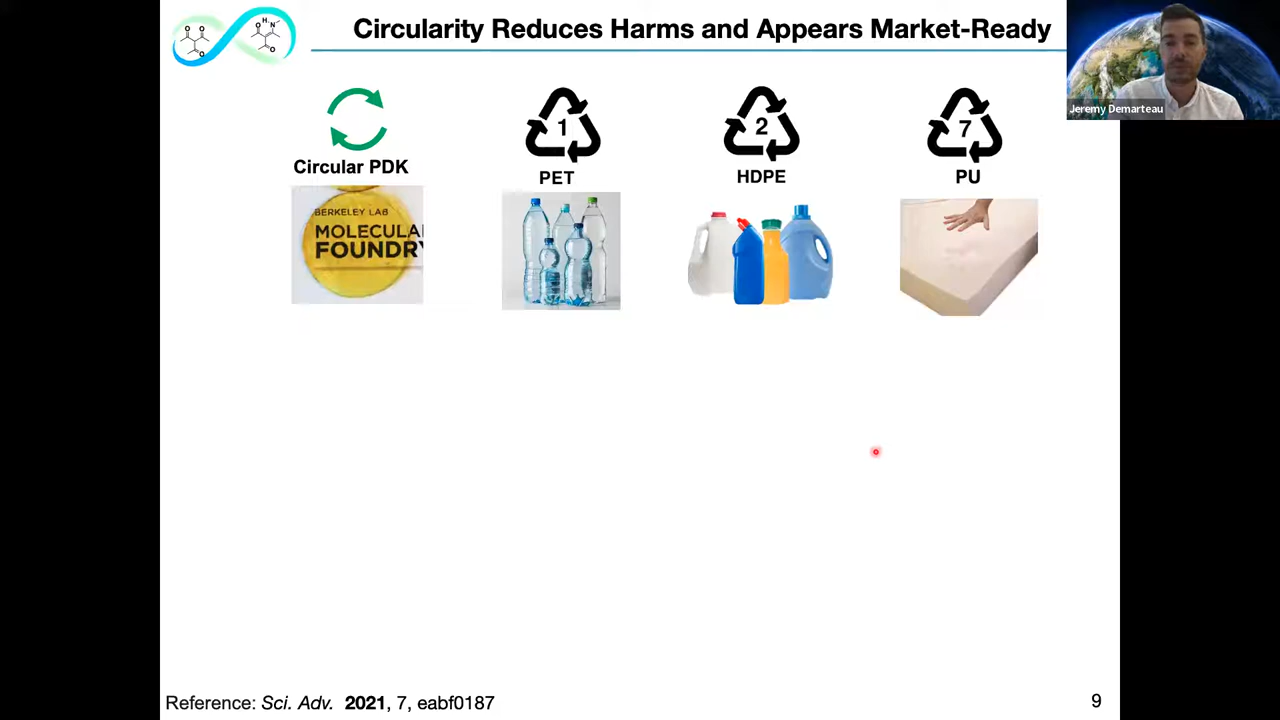 Circularity Reduces Harms and Appears Market-Ready
Jeremy Demarteau
Circular PDK
1
PET
2
HDPE
7
PU
BERKELEY LAB
MOLECULA
FOUNDRY
O
O
O
H
N
O
O
Reference: Sci. Adv. 2021, 7, eabf0187
9